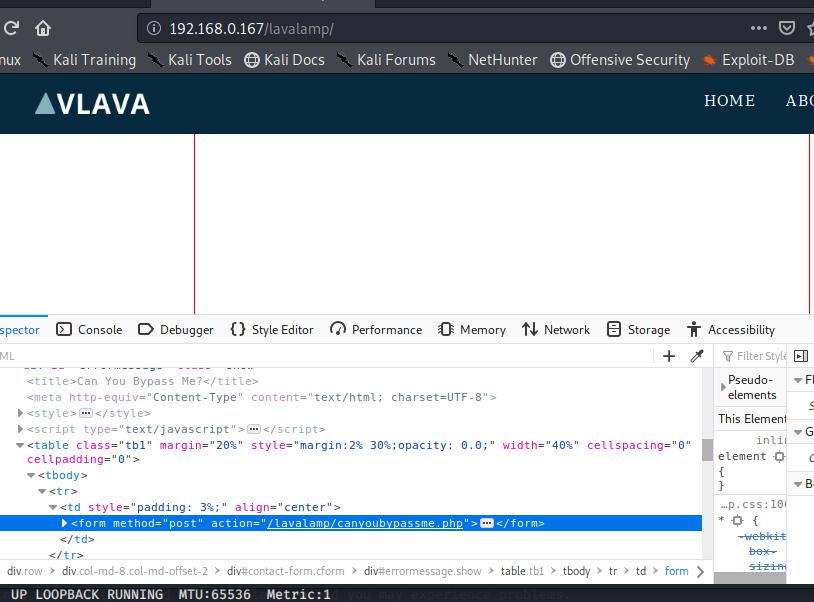 192.168.0.167/lavalamp/
nux Kali Training Kali Tools Kali Docs Kali Forums NetHunter Offensive Security Exploit-DB
VLAVA HOME ABO
spector Console Debugger Style Editor Performance Memory Network Storage Accessibility
ML Filter Style
<title>Can You Bypass Me?</title>
<meta http-equiv="Content-Type" content="text/html; charset=UTF-8">
<style> </style>
<script type="text/javascript"> </script>
<table class="tb1" margin="20%" style="margin:2% 30%;opacity: 0.0;" width="40%" cellspacing="0"
cellpadding="0">
<tbody>
<tr>
<td style="padding: 3%;" align="center">
<form method="post" action="/lavalamp/canyoubypassme.php"> </form>
</td>
</tr>
Pseudo-
elements
This Element
inlin
element
{
}
…p.css:106
* {
-webkit
box-
sizing
Fl
G
Bo
div.row div.col-md-8.col-md-offset-2 div#contact-form.cform div#errormessage.show table.tb1 tbody tr td form
UP LOOPBACK RUNNING MTU:65536 Metric:1 you may experience problems.